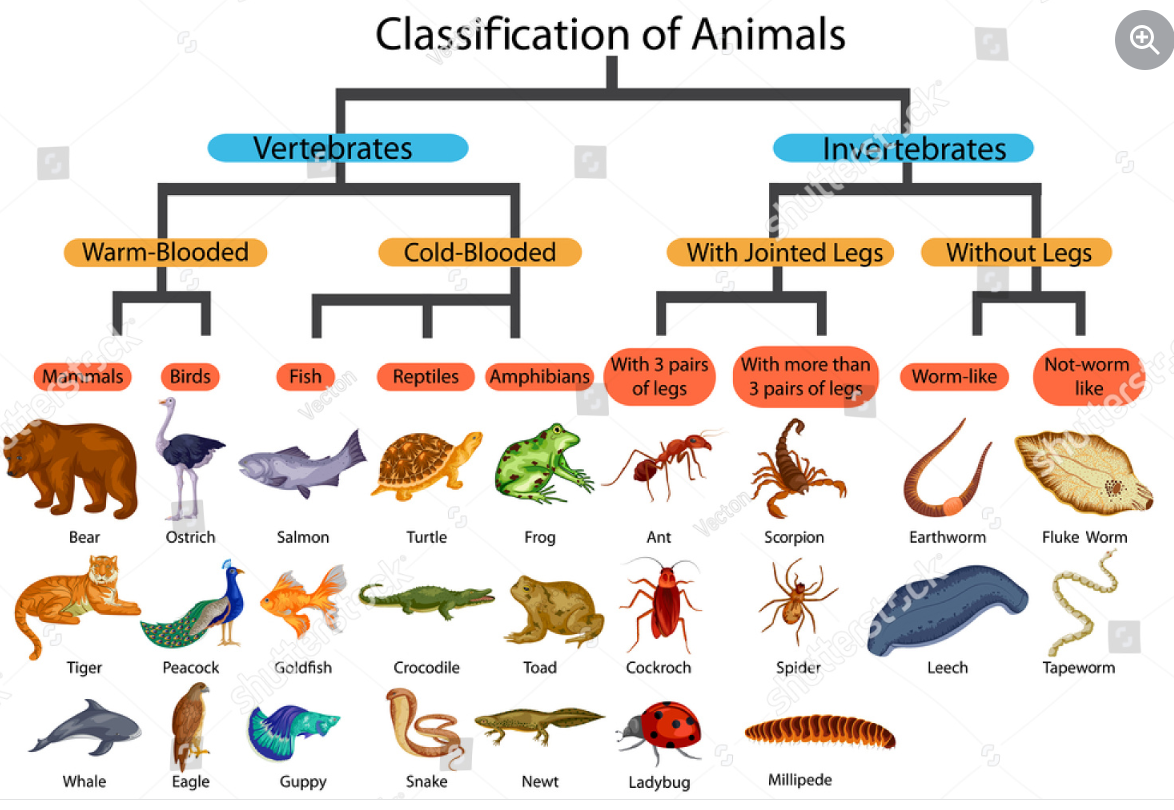 Classification of Animals
Vertebrates
Invertebrates
Warm-Blooded
Cold-Blooded
With Jointed Legs
Without Legs
Mammals
Birds
Fish
Reptiles
Amphibians
With 3 pairs
of legs
With more than
3 pairs of legs
Worm-like
Not-worm
like
Bear
Ostrich
Salmon
Turtle
Frog
Ant
Scorpion
Earthworm
Fluke Worm
Tiger
Peacock
Goldfish
Crocodile
Toad
Cockroch
Spider
Leech
Tapeworm
Whale
Eagle
Guppy
Snake
Newt
Ladybug
Millipede
shutterstock
Vecton